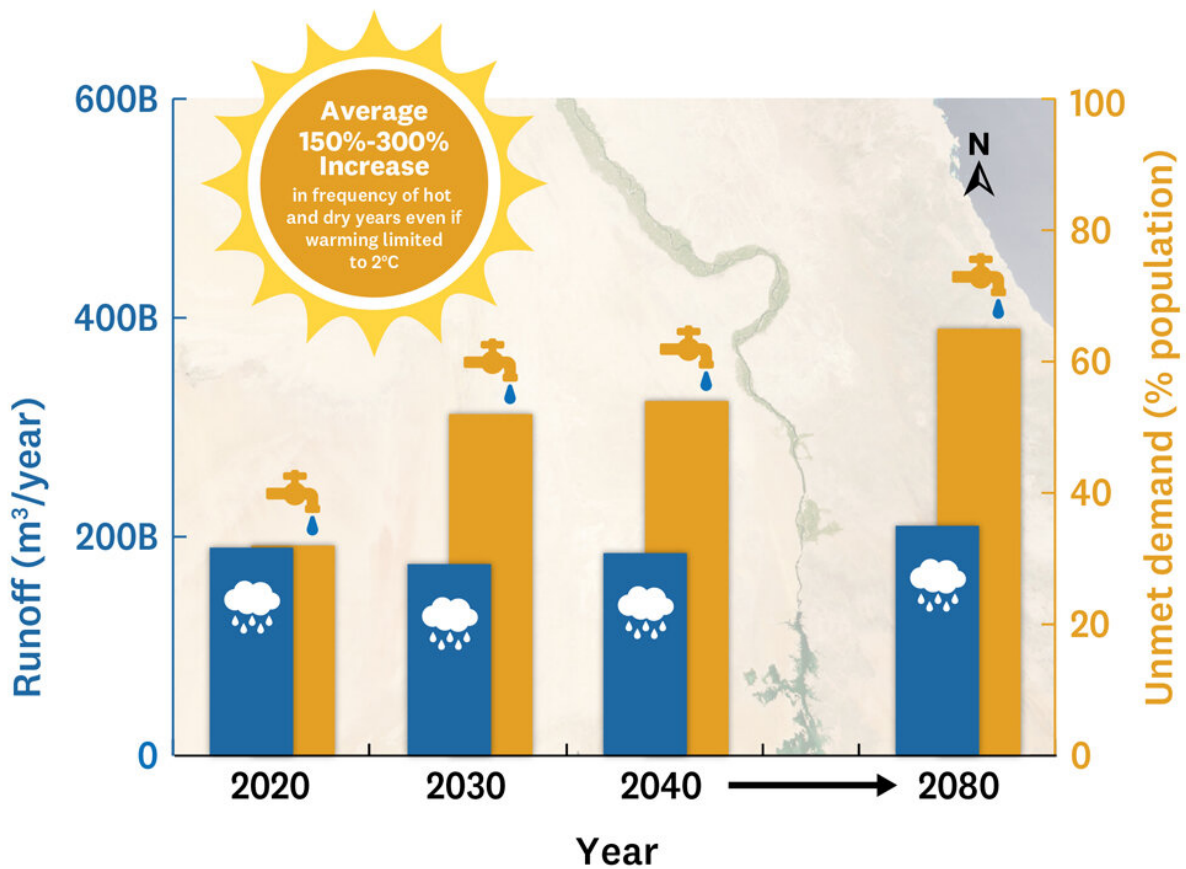 Average
150%-300%
Increase
in frequency of hot
and dry years even if
warming limited
to 2°C
N
600B
400B
200B
0
Runoff (m³/year)
100
80
60
40
20
0
Unmet demand (% population)
2020
2030
2040
2080
Year